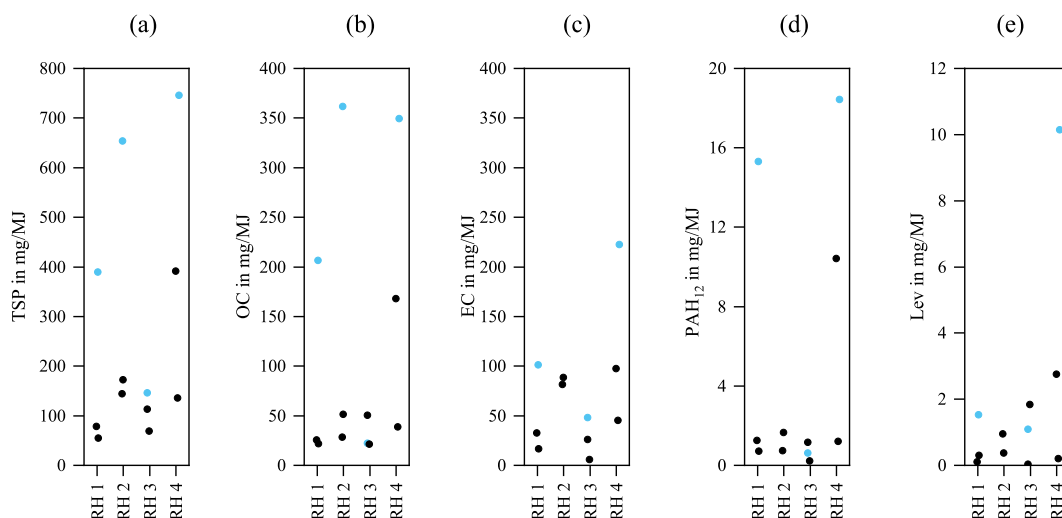 (a)
(b)
(c)
(d)
(e)
TSP in mg/MJ
800
700
600
500
400
300
200
100
0
RH 1
RH 2
RH 3
RH 4
OC in mg/MJ
400
350
300
250
200
150
100
50
0
RH 1
RH 2
RH 3
RH 4
EC in mg/MJ
400
350
300
250
200
150
100
50
0
RH 1
RH 2
RH 3
RH 4
PAH₁₂ in mg/MJ
20
16
12
8
4
0
RH 1
RH 2
RH 3
RH 4
Lev in mg/MJ
12
10
8
6
4
2
0
RH 1
RH 2
RH 3
RH 4